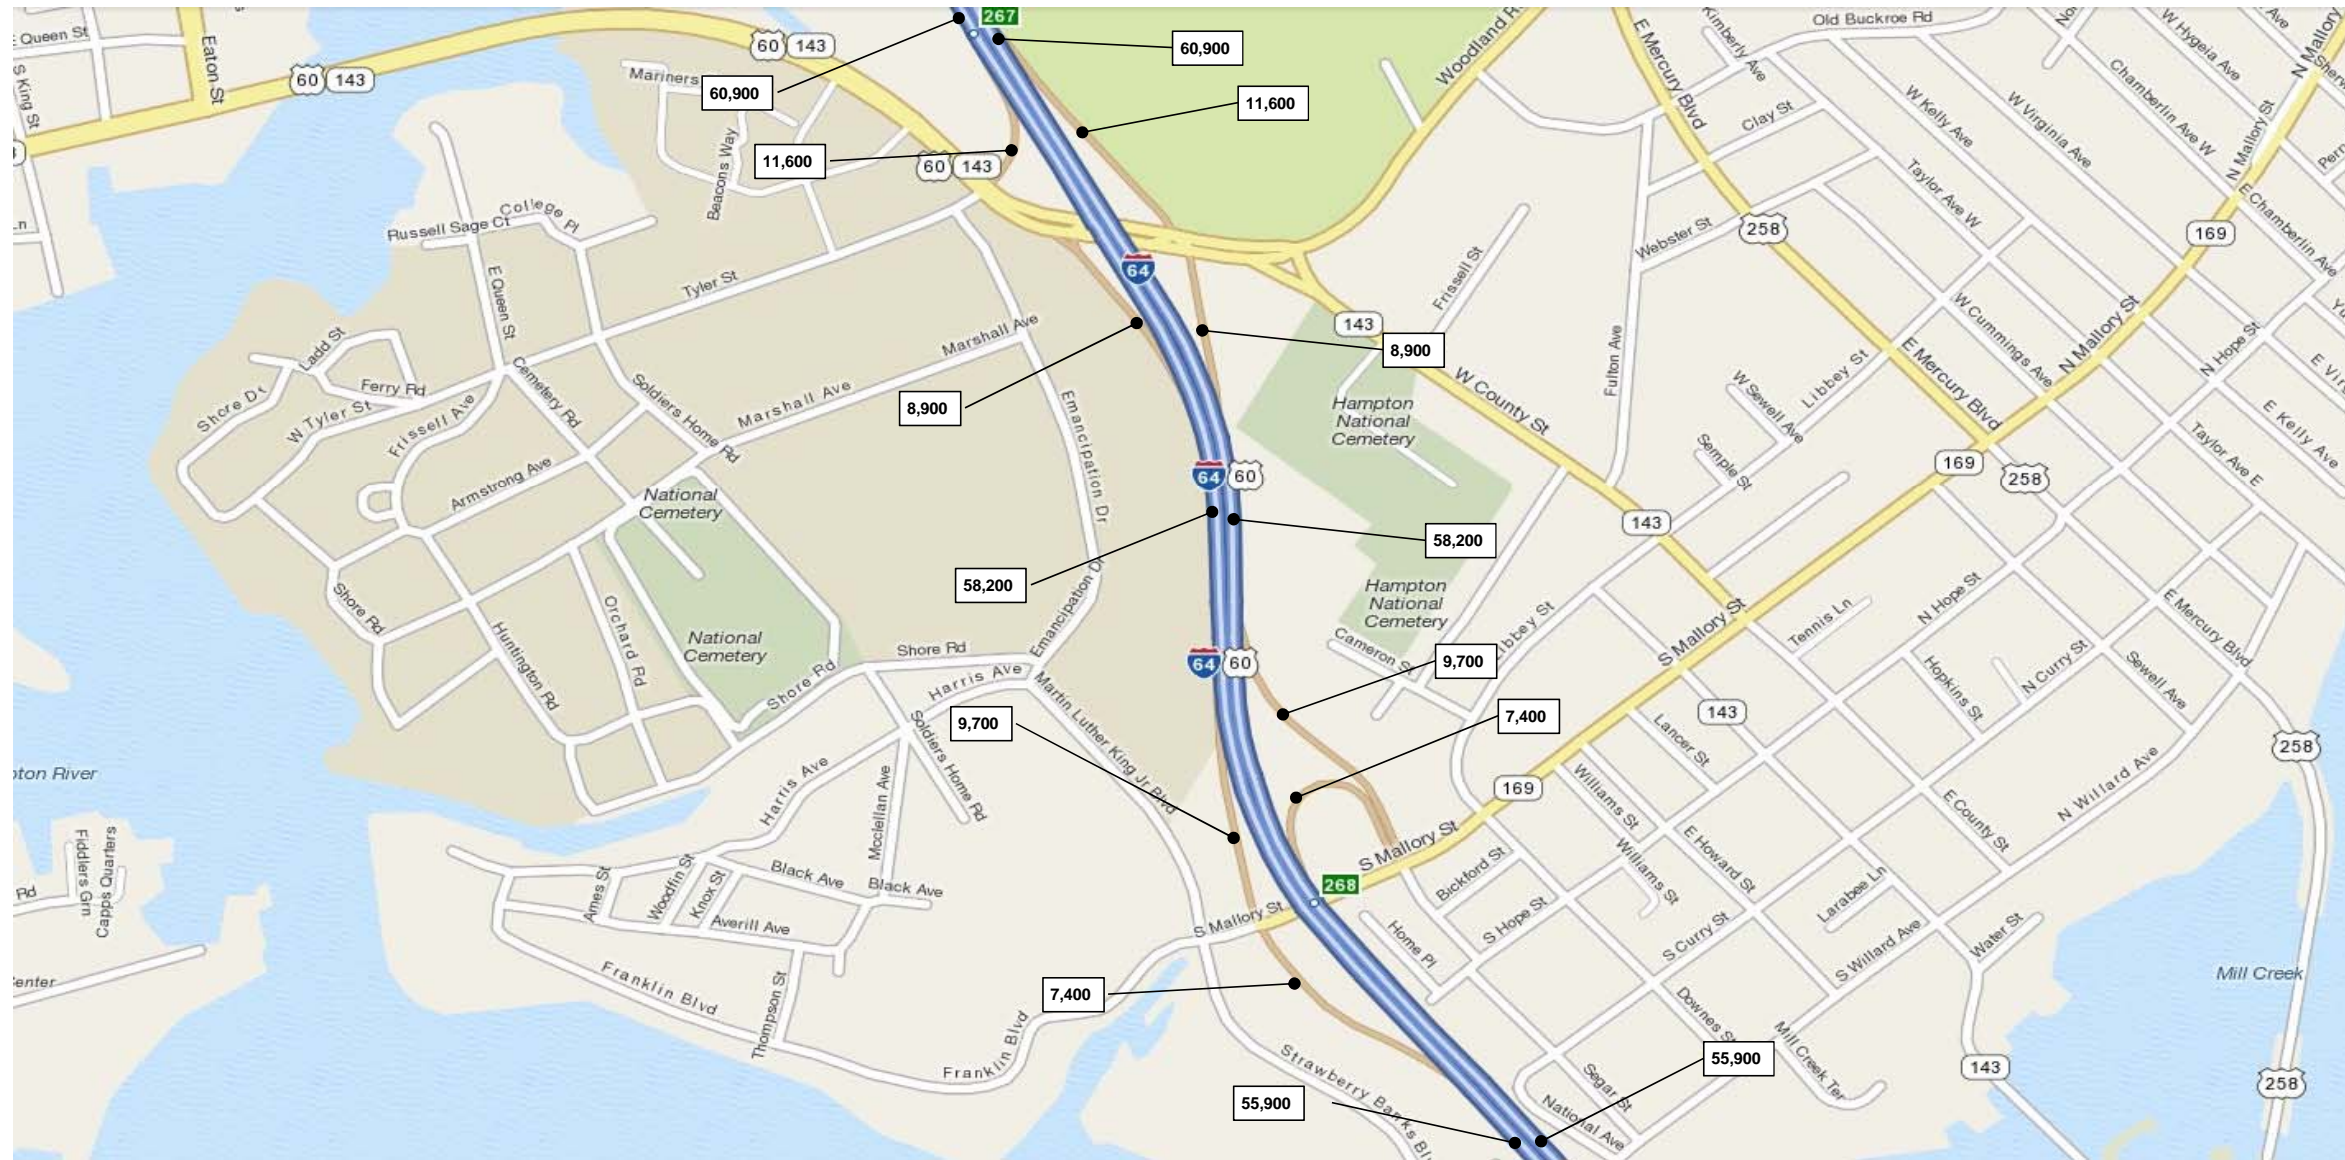 267
Old Buckroe Rd
E Queen St
Eaton St
S King St
60
143
60
143
60,900
60,900
11,600
11,600
60
143
Mariners
Beacons Way
Woodland R
E Mercury Blvd
Kimberly Ave
Clay St
Webster St
W Kelly Ave
W Virginia Ave
Chamberlin Ave W
W Hygeia Ave
Ave
N Mallory
N Mallory St
Taylor Ave W
E Chamberlin Ave
258
169
College Pl
Russell Sage Ct
E Queen St
Tyler St
Marshall Ave
Marshall Ave
64
Frissell St
143
8,900
8,900
Fulton Ave
W County St
W Cummings Ave
N Mallory St
N Hope St
E Mercury Blvd
Libbey St
W Sewell Ave
Semple St
E Kelly Ave
Taylor Ave E
Ladd St
Shore Dr
Ferry Rd
W Tyler St
Frissell Ave
Cemetery Rd
Soldiers Home Rd
Armstrong Ave
Emancipation Dr
Hampton
National
Cemetery
64
60
169
258
143
National
Cemetery
58,200
58,200
Hampton
National
Cemetery
Emancipation Dr
Shore Rd
Huntington Rd
Orchard Rd
National
Cemetery
Shore Rd
Shore Rd
Harris Ave
64
60
Cameron St
9,700
9,700
7,400
S Mallory St
Tennis Ln
N Hope St
Hopkins St
N Curry St
E Mercury Blvd
Sewell Ave
143
258
Lancer St
169
Martin Luther King Jr Blvd
Soldiers Home Rd
Harris Ave
Mcclellan Ave
Williams St
Williams St
E Howard St
E County St
N Willard Ave
Fiddlers Grn
Capps Quarters
Rd
Ames St
Woodfin St
Knox St
Black Ave
Black Ave
Averill Ave
S Mallory St
Bickford St
268
S Mallory St
Home Pl
S Hope St
S Curry St
Larabee Ln
S Willard Ave
Water St
Mill Creek
Franklin Blvd
Thompson St
Franklin Blvd
7,400
Downes St
Mill Creek Ter
143
258
55,900
55,900
Strawberry Banks Bl
Segar St
National Ave